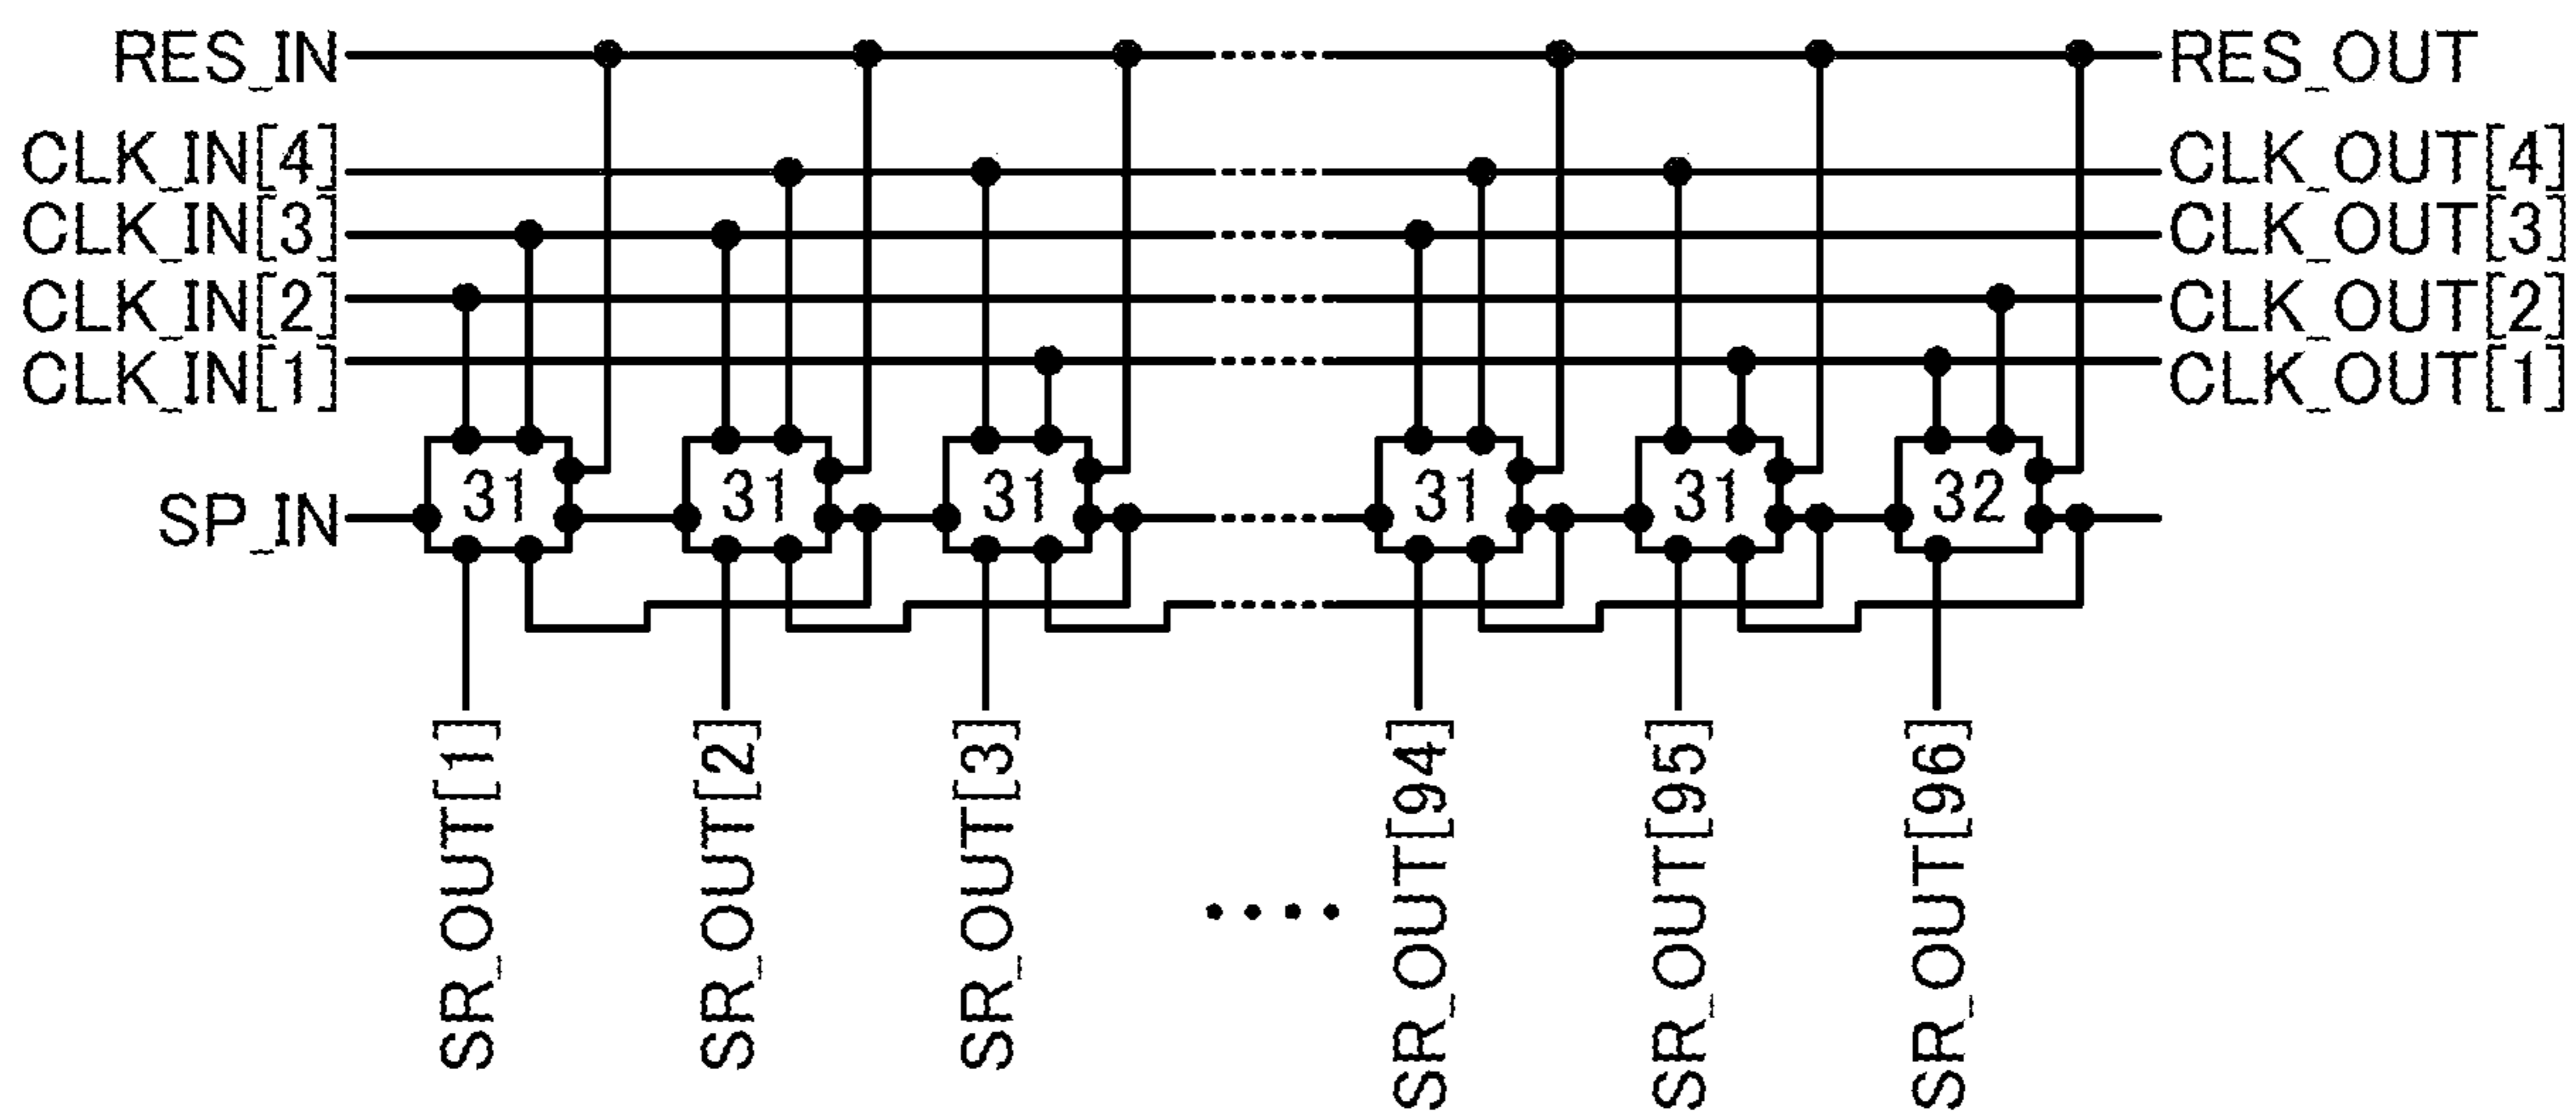 RES_IN
RES_OUT
CLK_IN[4]
CLK_OUT[4]
CLK_IN[3]
CLK_OUT[3]
CLK_IN[2]
CLK_OUT[2]
CLK_IN[1]
CLK_OUT[1]
SP_IN
31
31
31
31
31
32
SR_OUT[1]
SR_OUT[2]
SR_OUT[3]
SR_OUT[94]
SR_OUT[95]
SR_OUT[96]